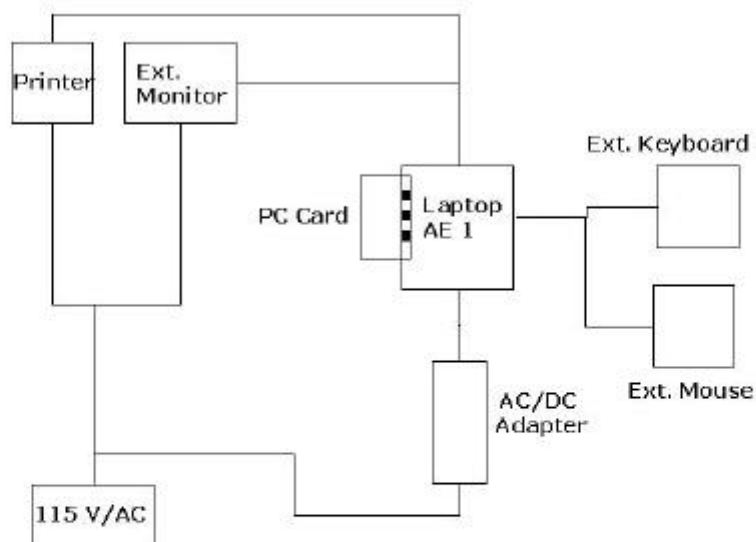 Printer
Ext.
Monitor
Ext. Keyboard
PC Card
Laptop
AE 1
Ext. Mouse
AC/DC
Adapter
115 V/AC